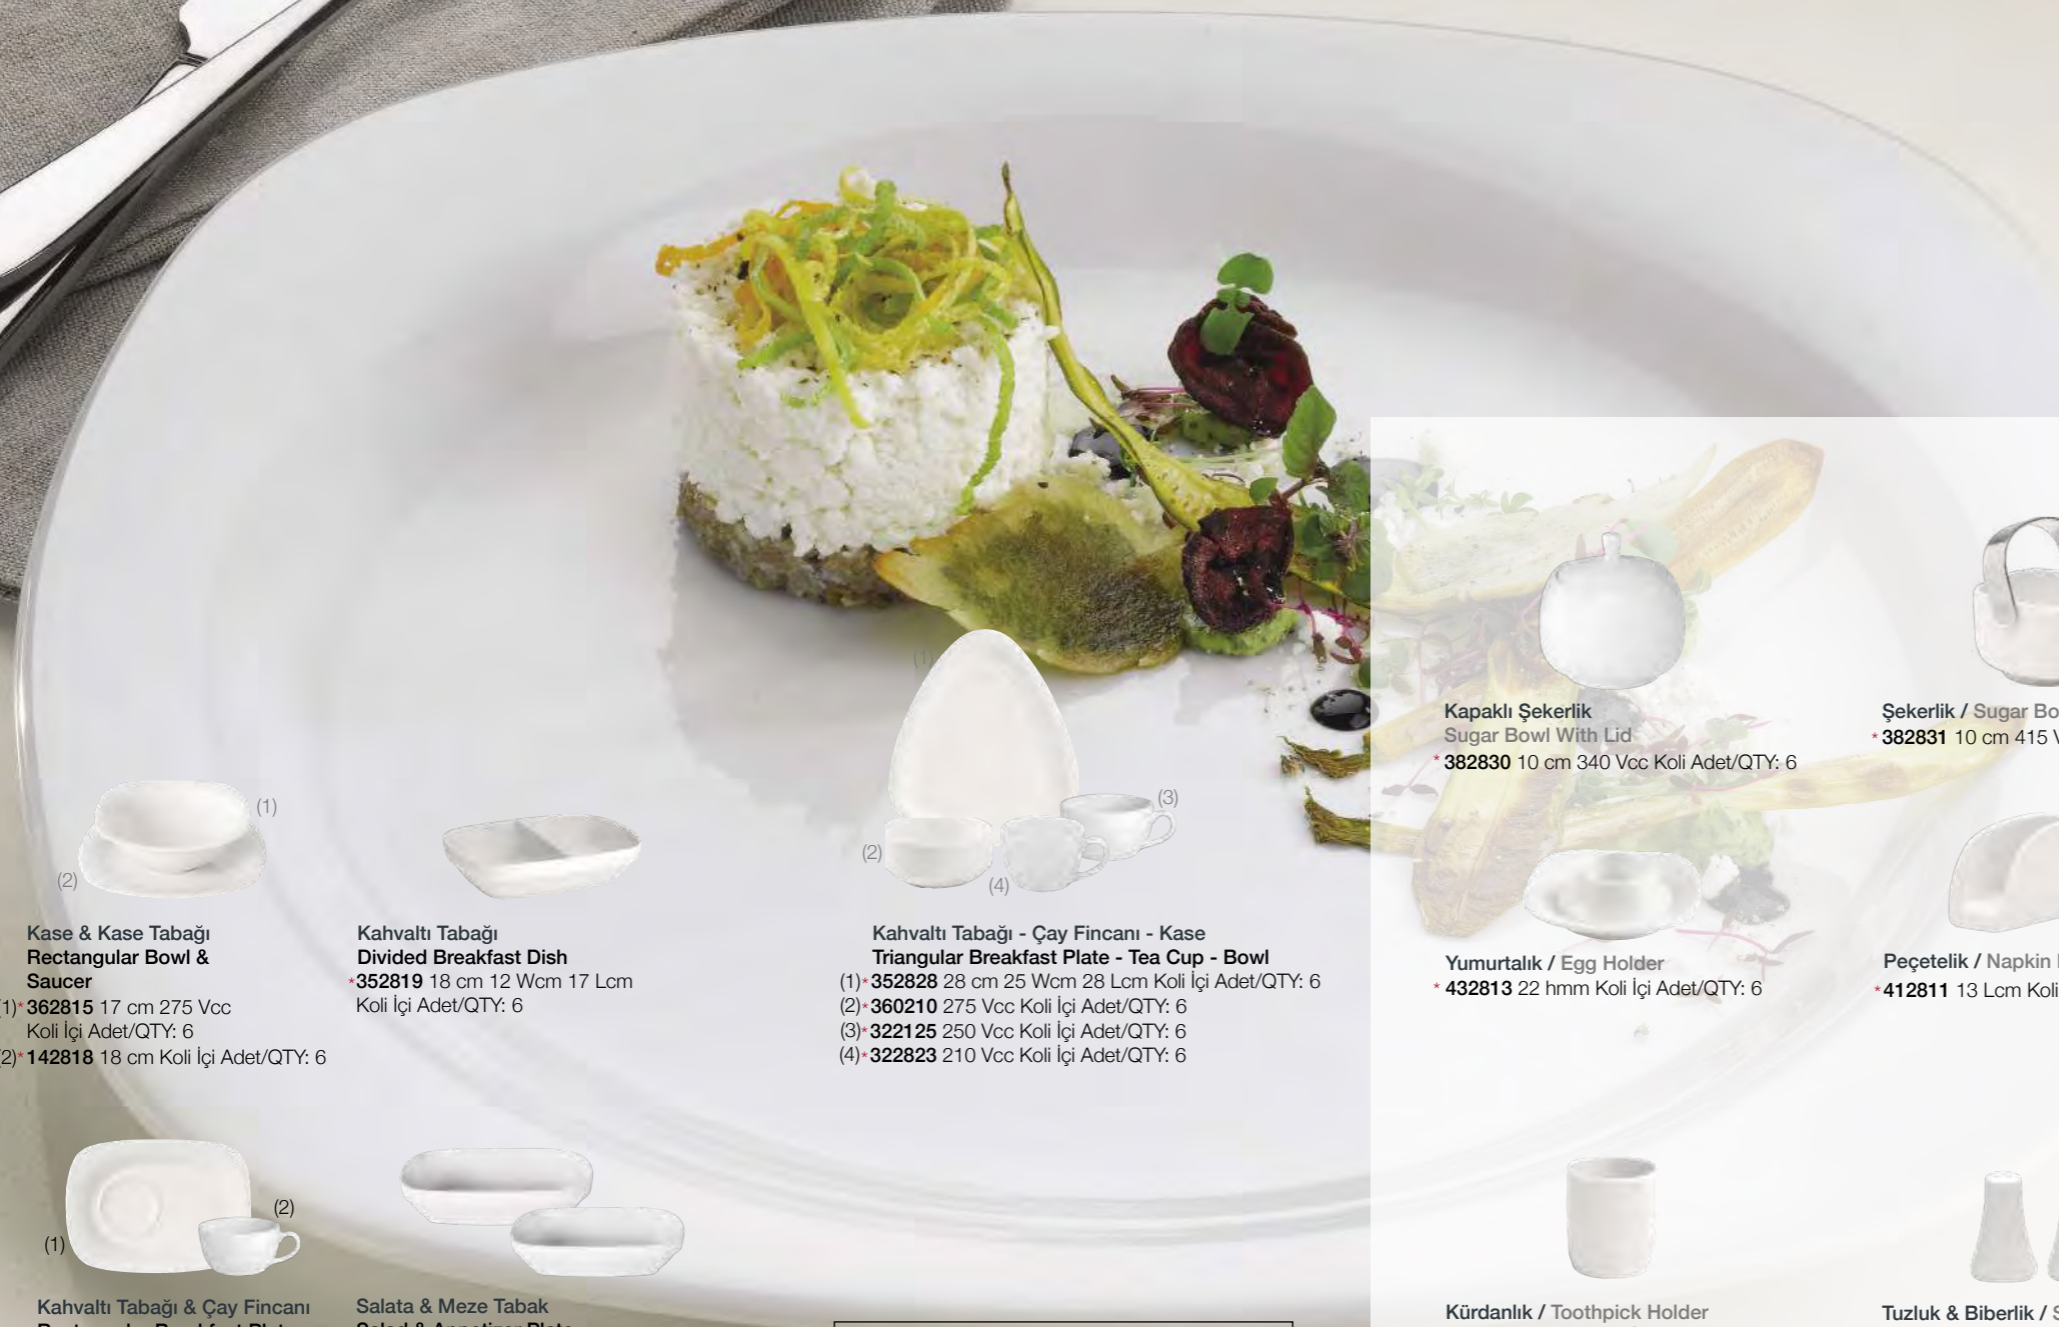 (1)
(2)
Kase & Kase Tabağı
Rectangular Bowl &
Saucer
1)* 362815 17 cm 275 Vcc
Koli İçi Adet/QTY: 6
2)* 142818 18 cm Koli İçi Adet/QTY: 6
Kahvaltı Tabağı
Divided Breakfast Dish
*352819 18 cm 12 Wcm 17 Lcm
Koli İçi Adet/QTY: 6
(1)
(3)
(2)
(4)
Kahvaltı Tabağı - Çay Fincanı - Kase
Triangular Breakfast Plate - Tea Cup - Bowl
(1)* 352828 28 cm 25 Wcm 28 Lcm Koli İçi Adet/QTY: 6
(2)* 360210 275 Vcc Koli İçi Adet/QTY: 6
(3)* 322125 250 Vcc Koli İçi Adet/QTY: 6
(4)* 322823 210 Vcc Koli İçi Adet/QTY: 6
Kapaklı Şekerlik
Sugar Bowl With Lid
* 382830 10 cm 340 Vcc Koli Adet/QTY: 6
Şekerlik / Sugar Bo
* 382831 10 cm 415 V
Yumurtalık / Egg Holder
* 432813 22 hmm Koli İçi Adet/QTY: 6
Peçetelik / Napkin
* 412811 13 Lcm Koli
(2)
(1)
Kahvaltı Tabağı & Çay Fincanı
Salata & Meze Tabak
Salad & Appetizer Plate
Kürdanlık / Toothpick Holder
Tuzluk & Biberlik / S